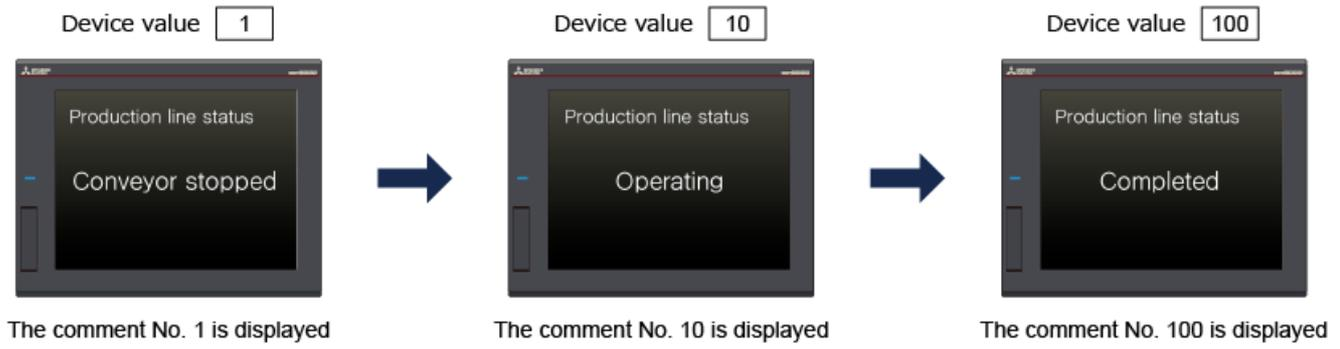 Device value 1
Device value 10
Device value 100
Production line status
Conveyor stopped
Production line status
Operating
Production line status
Completed
The comment No. 1 is displayed
The comment No. 10 is displayed
The comment No. 100 is displayed